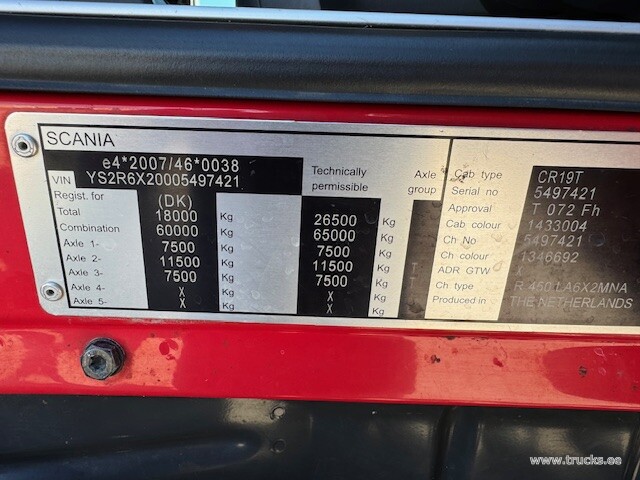 SCANIA
e4*2007/46*0038
VIN YS2R6X20005497421
Regist. for (DK)
Total 18000 Kg 26500 Kg
Combination 60000 Kg 65000 Kg
Axle 1- 7500 Kg 7500 Kg
Axle 2- 11500 Kg 11500 Kg T
Axle 3- 7500 Kg 7500 Kg T
Axle 4- X Kg X Kg
Axle 5- X Kg X Kg
Technically permissible
Axle group
Cab type CR19T
Serial no 5497421
Approval T 072 Fh
Cab colour 1433004
Ch No 5497421
Ch colour 1346692
ADR GTW X
Ch type R 450 LA6X2MNA
Produced in THE NETHERLANDS
www.trucks.ee